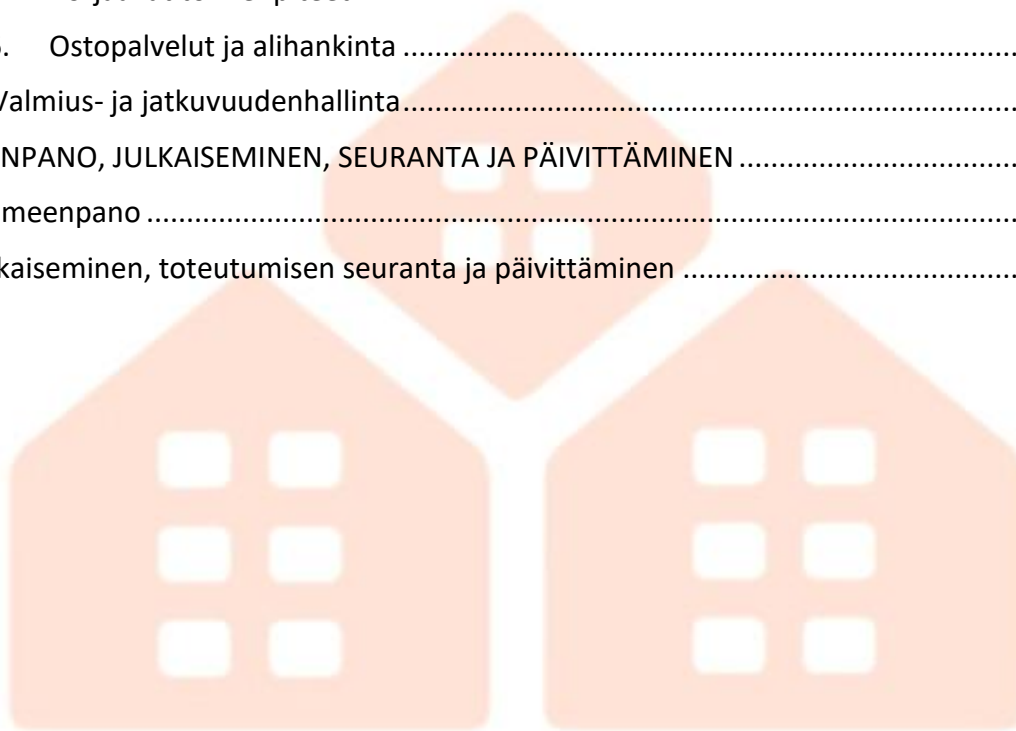 . Ostopalvelut ja alihankinta ........................................................................................
Valmius- ja jatkuvuudenhallinta........................................................................................
NPANO, JULKAISEMINEN, SEURANTA JA PÄIVITTÄMINEN ........................................
meenpano ........................................................................................................................
kaiseminen, toteutumisen seuranta ja päivittäminen ................................................